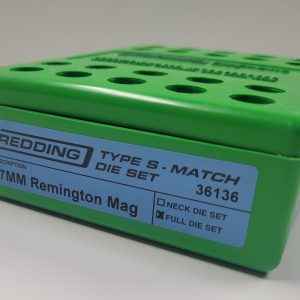 REDDING
TYPE S - MATCH
DIE SET
36136
7MM Remington Mag
NECK DIE SET
FULL DIE SET